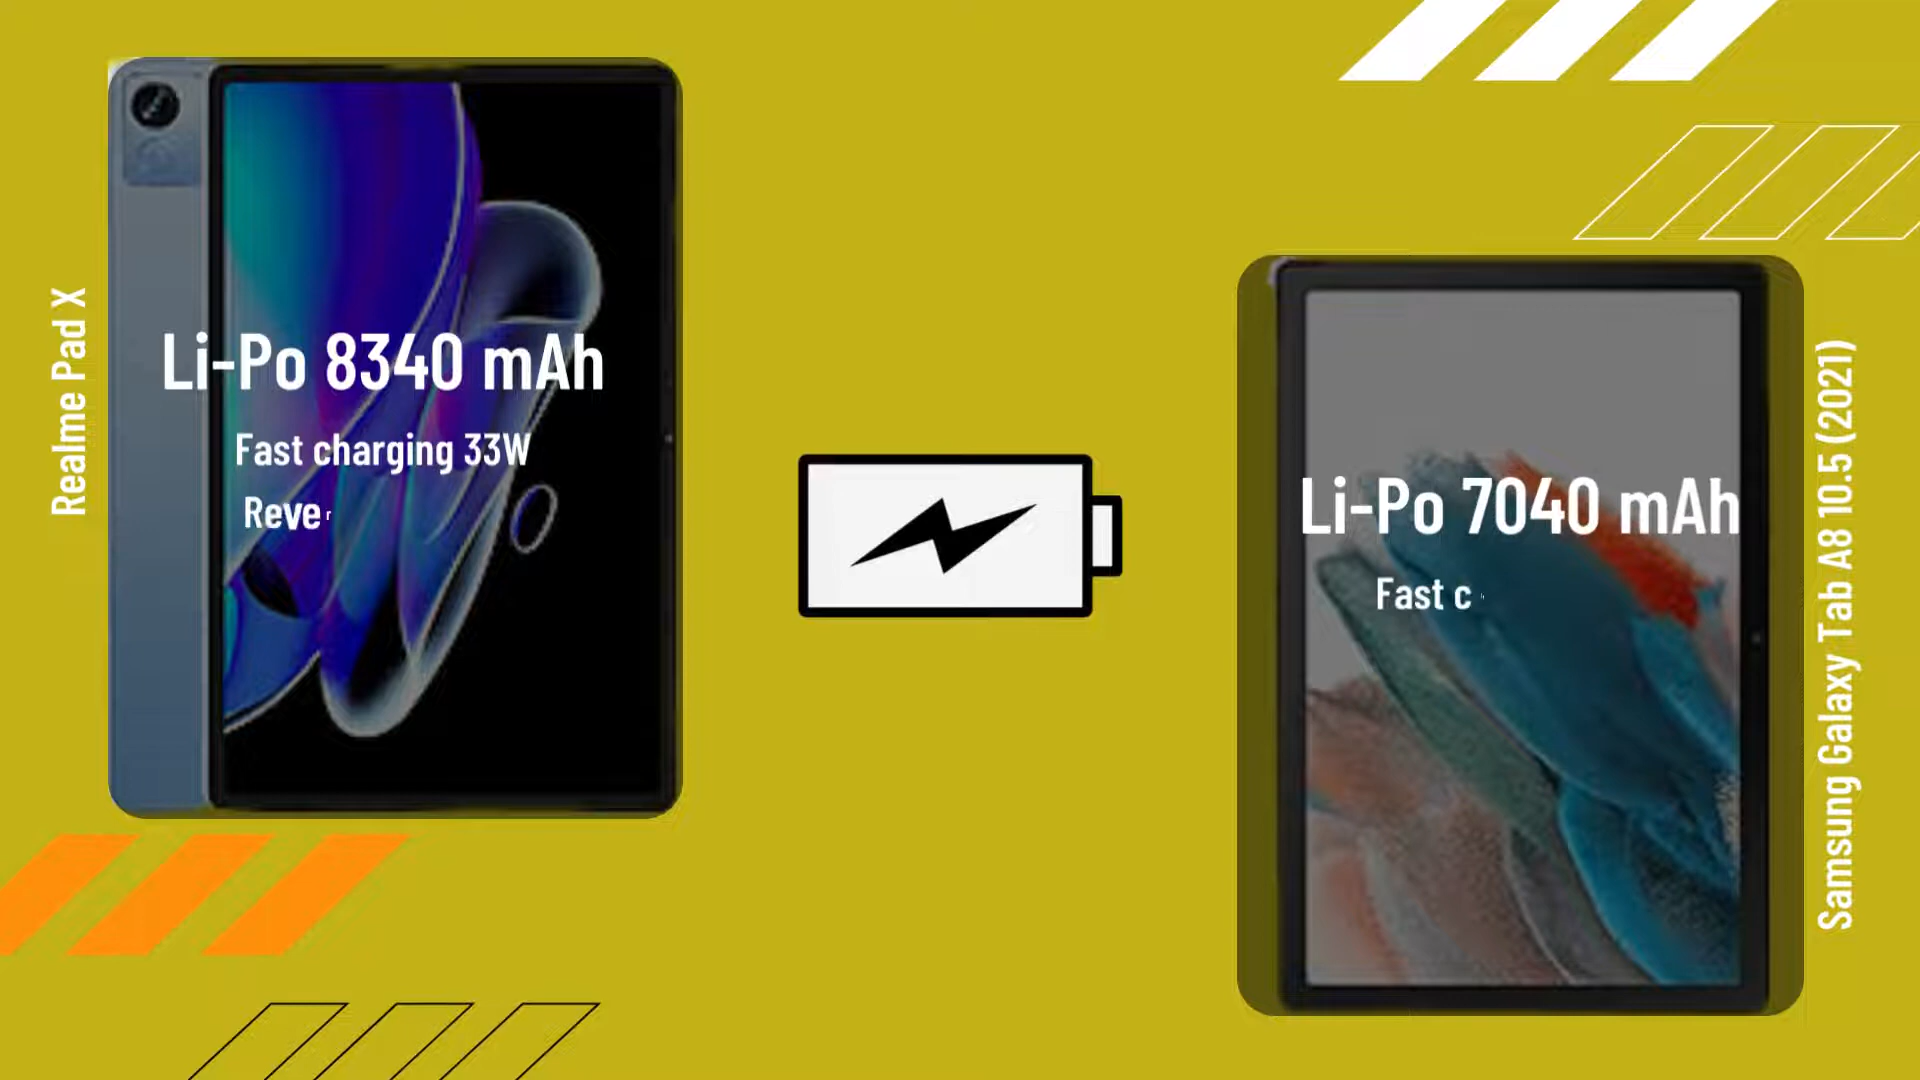 Realme Pad X
Li-Po 8340 mAh
Fast charging 33W
Reve
Li-Po 7040 mAh
Fast c
Samsung Galaxy Tab A8 10.5 (2021)